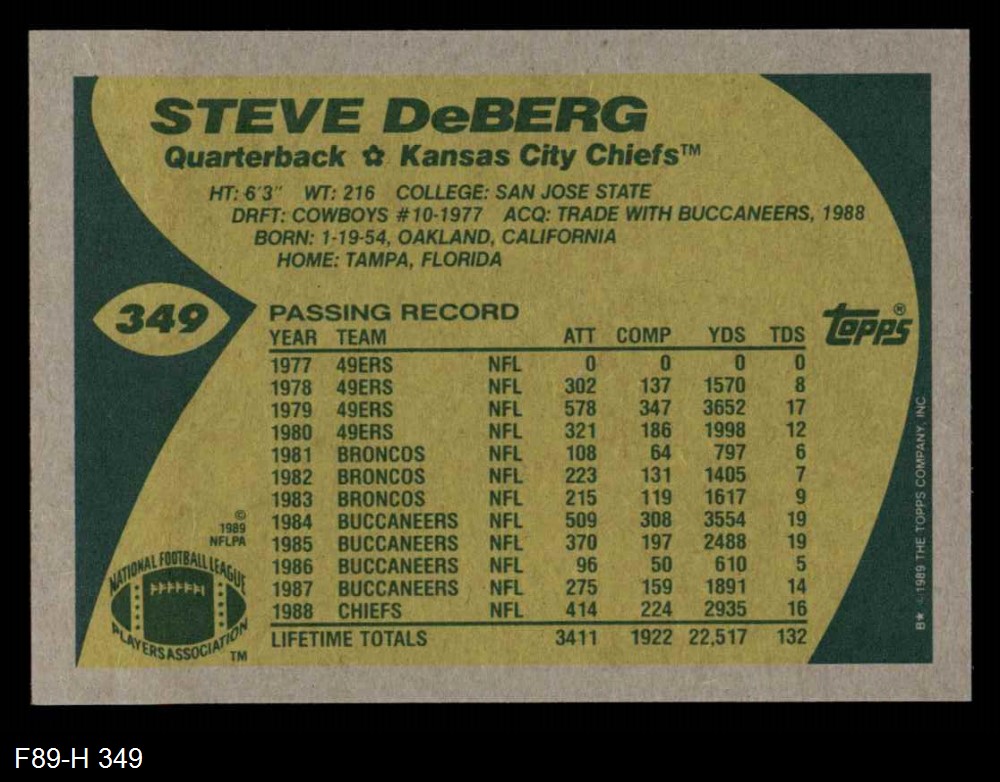 STEVE DeBERG
Quarterback ✿ Kansas City Chiefs™
HT: 6'3" WT: 216 COLLEGE: SAN JOSE STATE
DRFT: COWBOYS #10-1977 ACQ: TRADE WITH BUCCANEERS, 1988
BORN: 1-19-54, OAKLAND, CALIFORNIA
HOME: TAMPA, FLORIDA
349
topps®
PASSING RECORD
YEAR TEAM ATT COMP YDS TDS
1977 49ERS NFL 0 0 0 0
1978 49ERS NFL 302 137 1570 8
1979 49ERS NFL 578 347 3652 17
1980 49ERS NFL 321 186 1998 12
1981 BRONCOS NFL 108 64 797 6
1982 BRONCOS NFL 223 131 1405 7
1983 BRONCOS NFL 215 119 1617 9
1984 BUCCANEERS NFL 509 308 3554 19
1985 BUCCANEERS NFL 370 197 2488 19
1986 BUCCANEERS NFL 96 50 610 5
1987 BUCCANEERS NFL 275 159 1891 14
1988 CHIEFS NFL 414 224 2935 16
LIFETIME TOTALS 3411 1922 22,517 132
©
1989
NFLPA
NATIONAL FOOTBALL LEAGUE
PLAYERS ASSOCIATION
TM
B* 1989 THE TOPPS COMPANY, INC.
F89-H 349